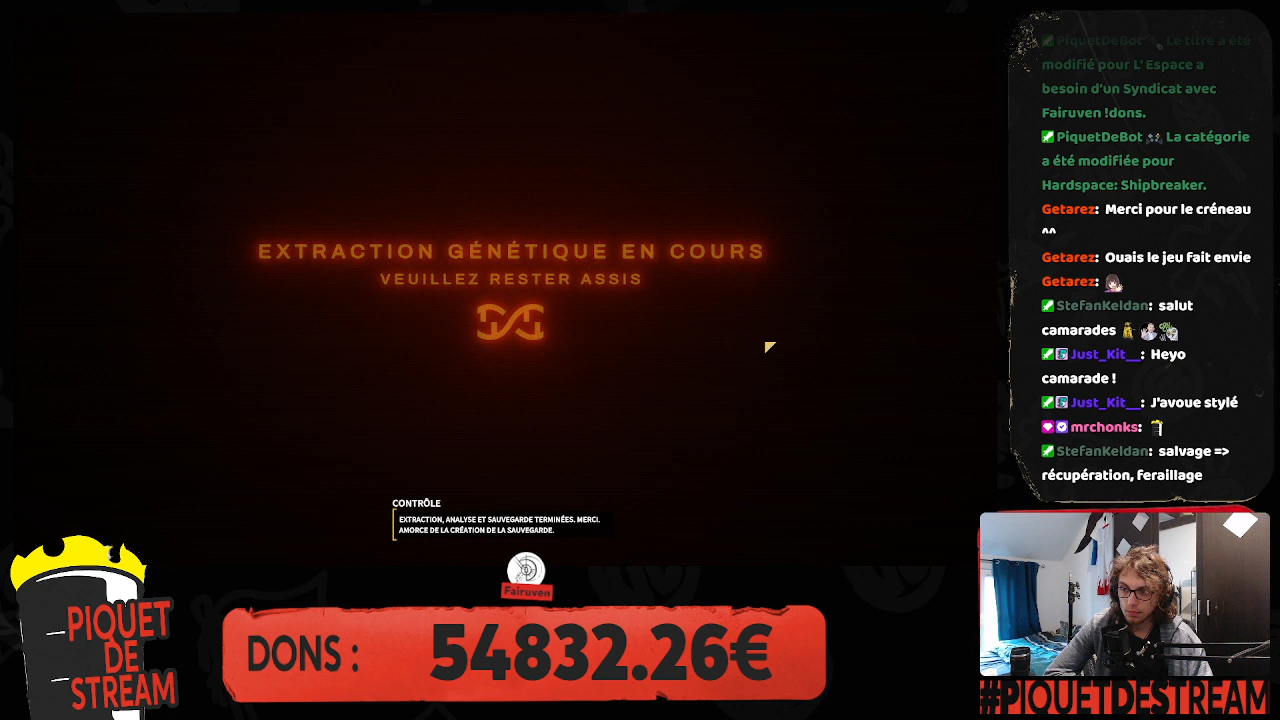 EXTRACTION GÉNÉTIQUE EN COURS
VEUILLEZ RESTER ASSIS
CONTRÔLE
EXTRACTION, ANALYSE ET SAUVEGARDE TERMINÉES. MERCI.
AMORCE DE LA CRÉATION DE LA SAUVEGARDE.
Fairuven
PIQUET
DE
STREAM
DONS :
54832.26€
PiquetDeBot Le titre a été
modifié pour L' Espace a
besoin d'un Syndicat avec
Fairuven !dons.
PiquetDeBot La catégorie
a été modifiée pour
Hardspace: Shipbreaker.
Getarez: Merci pour le créneau
^^
Getarez: Ouais le jeu fait envie
Getarez:
StefanKeldan: salut
camarades
Just_Kit__: Heyo
camarade !
Just_Kit__: J'avoue stylé
mrchonks:
StefanKeldan: salvage =>
récupération, feraillage
#PIQUETDESTREAM